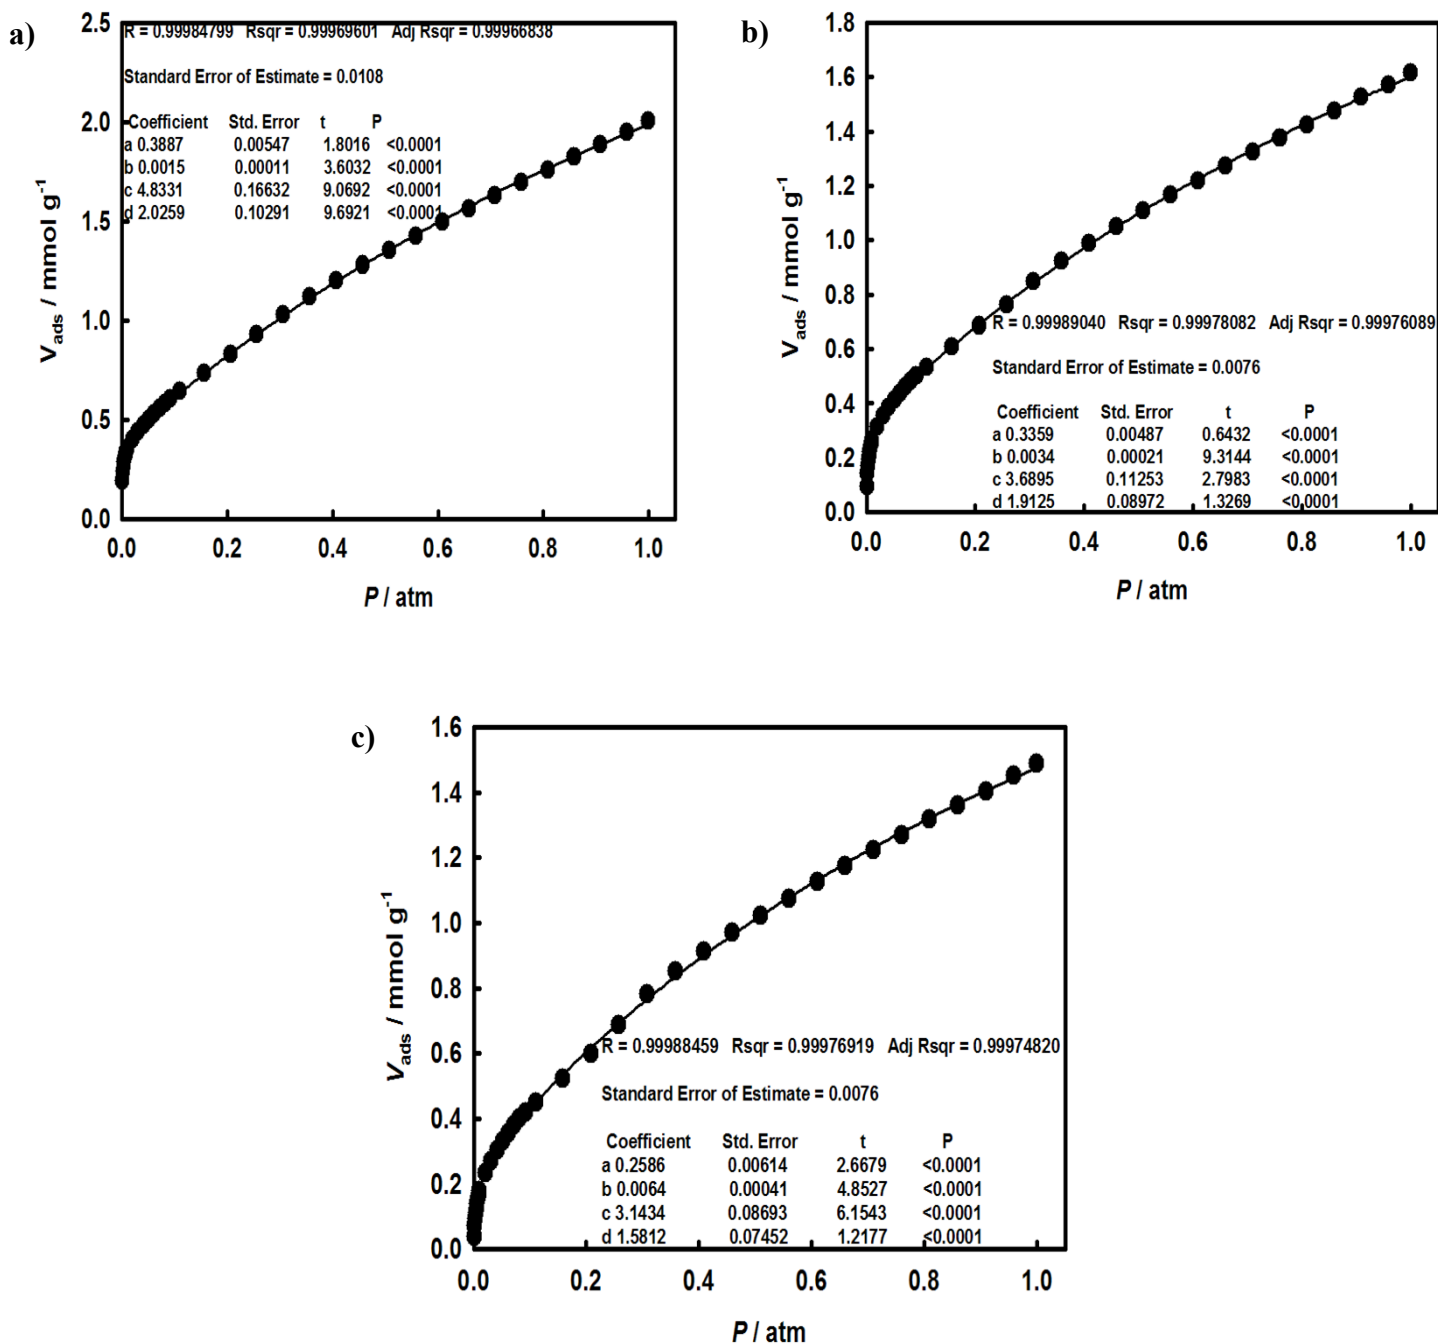 a)
2.5
2.0
1.5
1.0
0.5
0.0
V_ads / mmol g⁻¹
R = 0.99984799 Rsqr = 0.99969601 Adj Rsqr = 0.99966838
Standard Error of Estimate = 0.0108
Coefficient Std. Error t P
a 0.3887 0.00547 1.8016 <0.0001
b 0.0015 0.00011 3.6032 <0.0001
c 4.8331 0.16632 9.0692 <0.0001
d 2.0259 0.10291 9.6921 <0.0001
0.0 0.2 0.4 0.6 0.8 1.0
P / atm
b)
1.8
1.6
1.4
1.2
1.0
0.8
0.6
0.4
0.2
0.0
V_ads / mmol g⁻¹
R = 0.99989040 Rsqr = 0.99978082 Adj Rsqr = 0.99976089
Standard Error of Estimate = 0.0076
Coefficient Std. Error t P
a 0.3359 0.00487 0.6432 <0.0001
b 0.0034 0.00021 9.3144 <0.0001
c 3.6895 0.11253 2.7983 <0.0001
d 1.9125 0.08972 1.3269 <0.0001
0.0 0.2 0.4 0.6 0.8 1.0
P / atm
c)
1.6
1.4
1.2
1.0
0.8
0.6
0.4
0.2
0.0
V_ads / mmol g⁻¹
R = 0.99988459 Rsqr = 0.99976919 Adj Rsqr = 0.99974820
Standard Error of Estimate = 0.0076
Coefficient Std. Error t P
a 0.2586 0.00614 2.6679 <0.0001
b 0.0064 0.00041 4.8527 <0.0001
c 3.1434 0.08693 6.1543 <0.0001
d 1.5812 0.07452 1.2177 <0.0001
0.0 0.2 0.4 0.6 0.8 1.0
P / atm